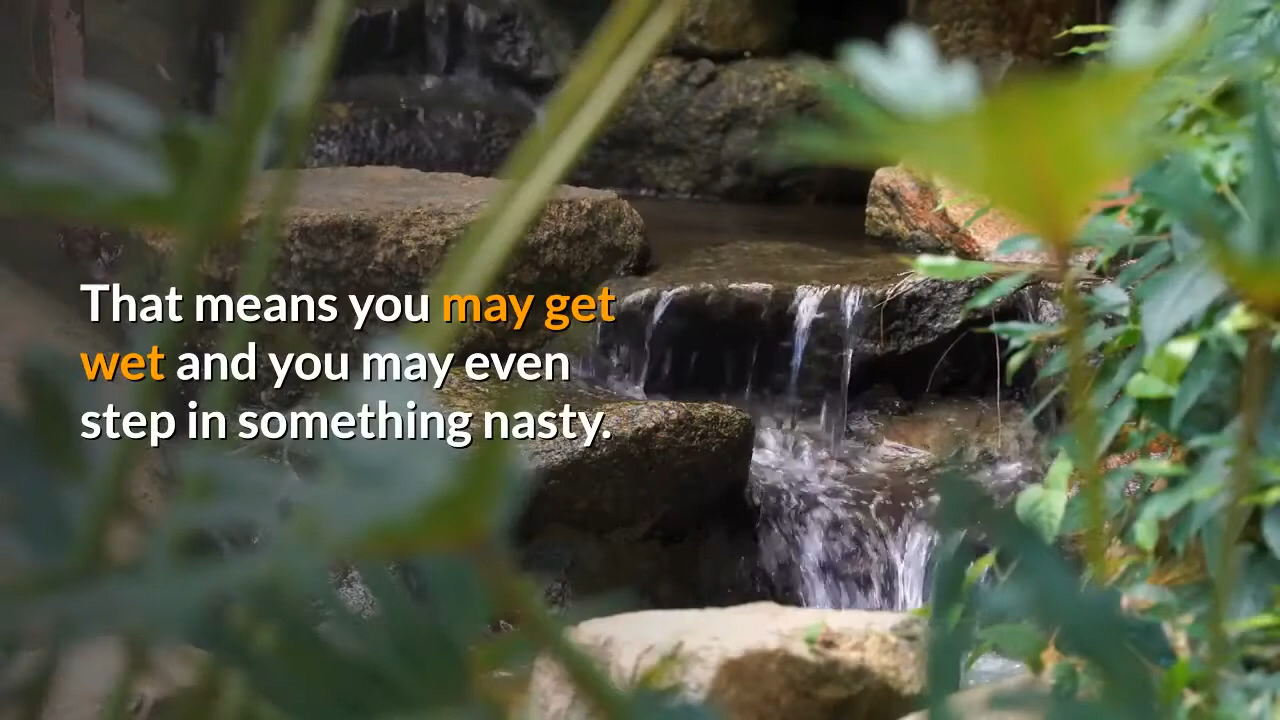 That means you may get
wet and you may even
step in something nasty.